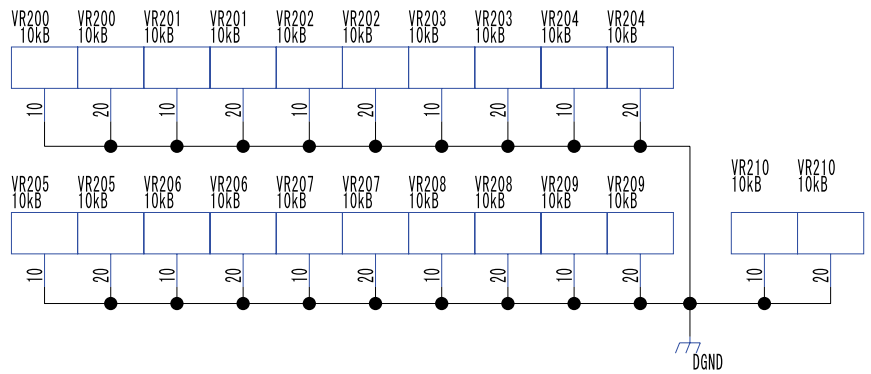 VR200 VR200 VR201 VR201 VR202 VR202 VR203 VR203 VR204 VR204
10kB 10kB 10kB 10kB 10kB 10kB 10kB 10kB 10kB 10kB
10 20 10 20 10 20 10 20 10 20
VR205 VR205 VR206 VR206 VR207 VR207 VR208 VR208 VR209 VR209
10kB 10kB 10kB 10kB 10kB 10kB 10kB 10kB 10kB 10kB
VR210 VR210
10kB 10kB
10 20 10 20 10 20 10 20 10 20
10 20
DGND